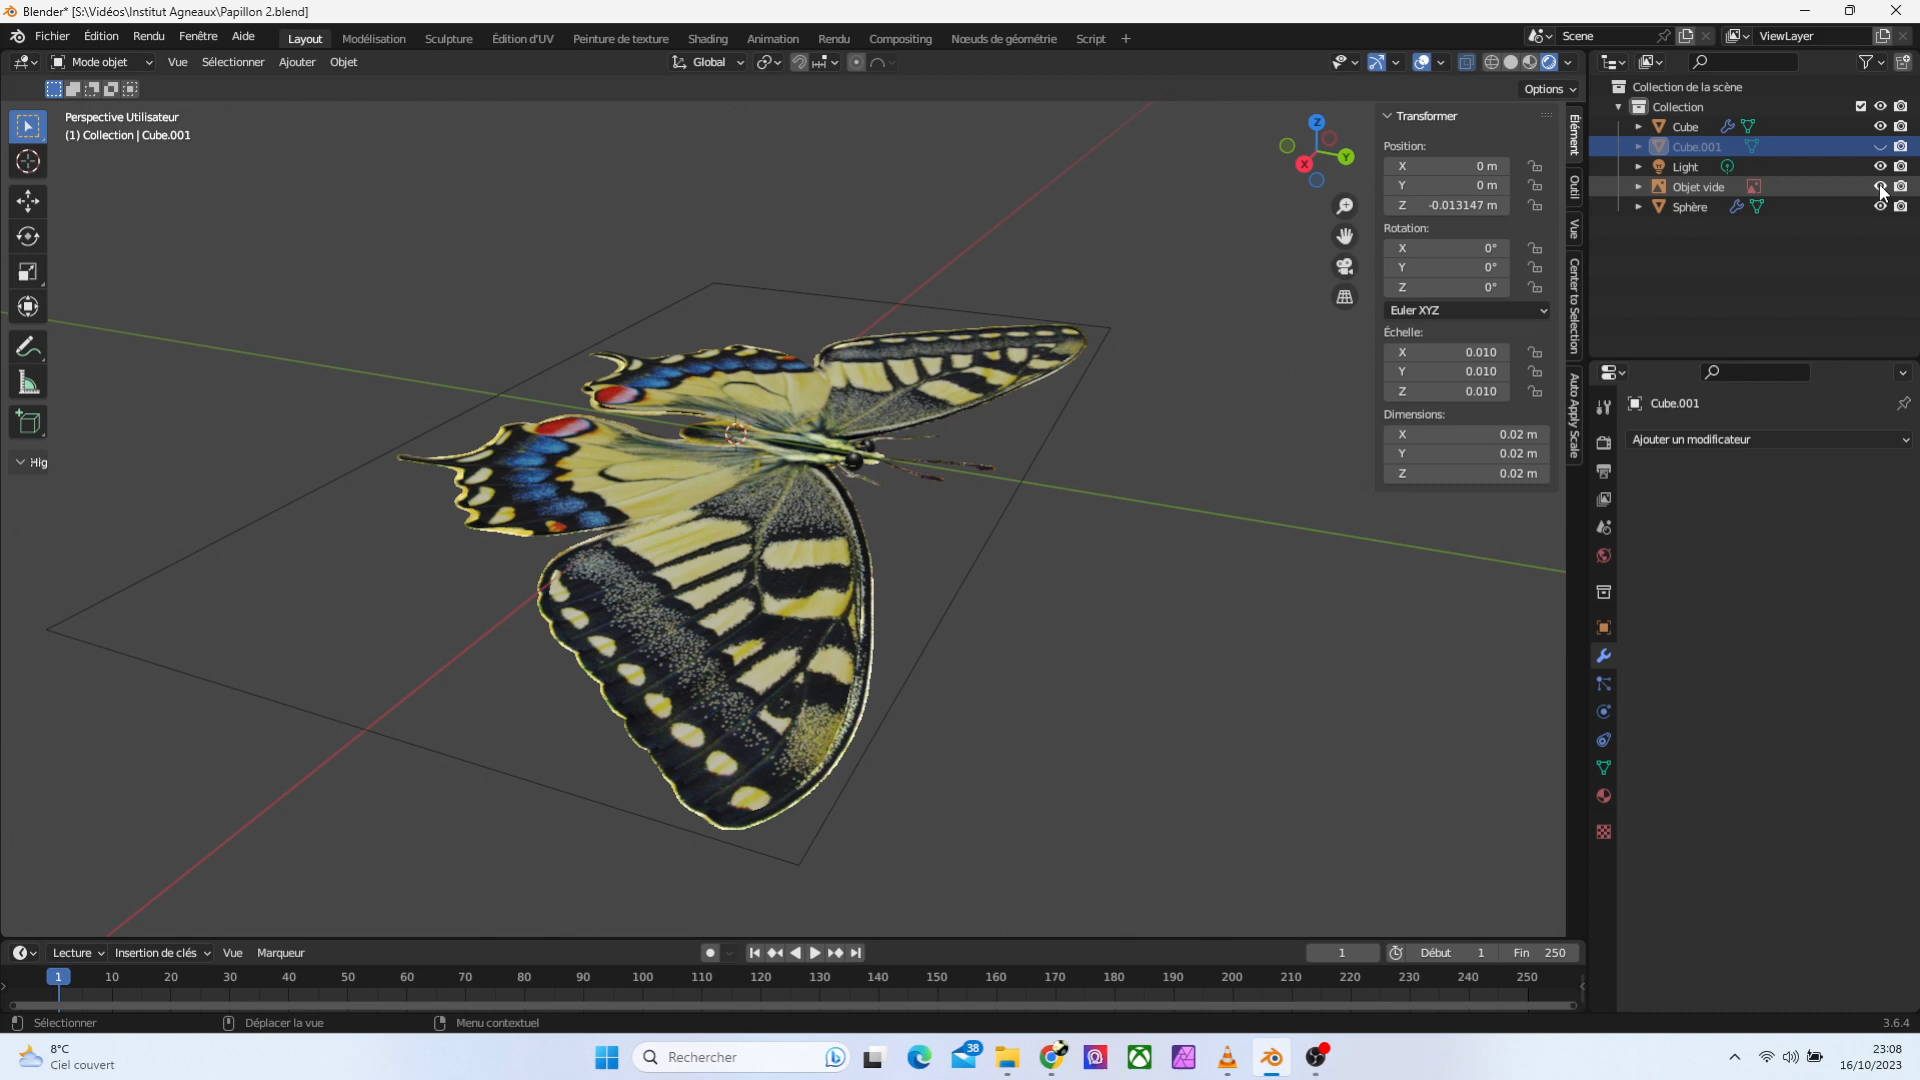 Blender* [S:\Vidéos\Institut Agneaux\Papillon 2.blend]
Fichier Édition Rendu Fenêtre Aide Layout Modélisation Sculpture Édition d'UV Peinture de texture Shading Animation Rendu Compositing Nœuds de géométrie Script + Scene ViewLayer
Mode objet Vue Sélectionner Ajouter Objet Global
Options
Perspective Utilisateur
(1) Collection | Cube.001
Hig
Z
Y
X
Transformer
Position:
X 0 m
Y 0 m
Z -0.013147 m
Rotation:
X 0°
Y 0°
Z 0°
Euler XYZ
Échelle:
X 0.010
Y 0.010
Z 0.010
Dimensions:
X 0.02 m
Y 0.02 m
Z 0.02 m
Élément
Outil
Vue
Center to Selection
Auto Apply Scale
Collection de la scène
Collection
Cube
Cube.001
Light
Objet vide
Sphère
Cube.001
Ajouter un modificateur
Lecture Insertion de clés Vue Marqueur 1 Début 1 Fin 250
1 10 20 30 40 50 60 70 80 90 100 110 120 130 140 150 160 170 180 190 200 210 220 230 240 250
Sélectionner Déplacer la vue Menu contextuel 3.6.4
8°C
Ciel couvert
Rechercher
38
23:08
16/10/2023